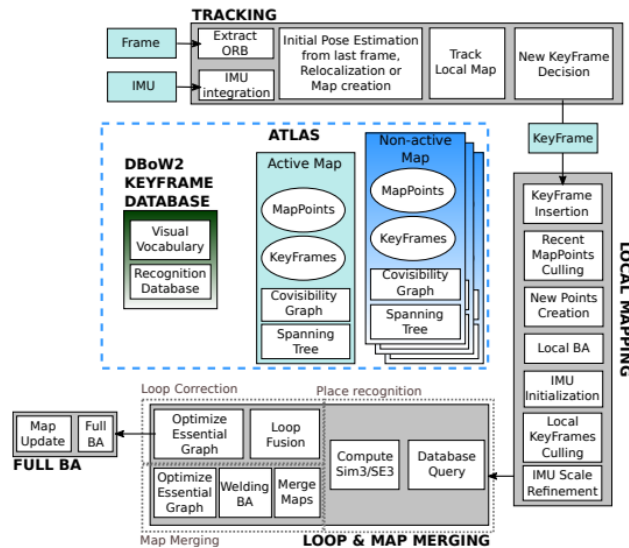 TRACKING
Frame
IMU
Extract
ORB
IMU
integration
Initial Pose Estimation
from last frame,
Relocalization or
Map creation
Track
Local Map
New KeyFrame
Decision
KeyFrame
ATLAS
DBoW2
KEYFRAME
DATABASE
Visual
Vocabulary
Recognition
Database
Active Map
MapPoints
KeyFrames
Covisibility
Graph
Spanning
Tree
Non-active
Map
MapPoints
KeyFrames
Covisibility
Graph
Spanning
Tree
LOCAL MAPPING
KeyFrame
Insertion
Recent
MapPoints
Culling
New Points
Creation
Local BA
IMU
Initialization
Local
KeyFrames
Culling
IMU Scale
Refinement
Loop Correction
Place recognition
Optimize
Essential
Graph
Loop
Fusion
Compute
Sim3/SE3
Database
Query
Map
Update
Full
BA
FULL BA
Optimize
Essential
Graph
Welding
BA
Merge
Maps
Map Merging
LOOP & MAP MERGING